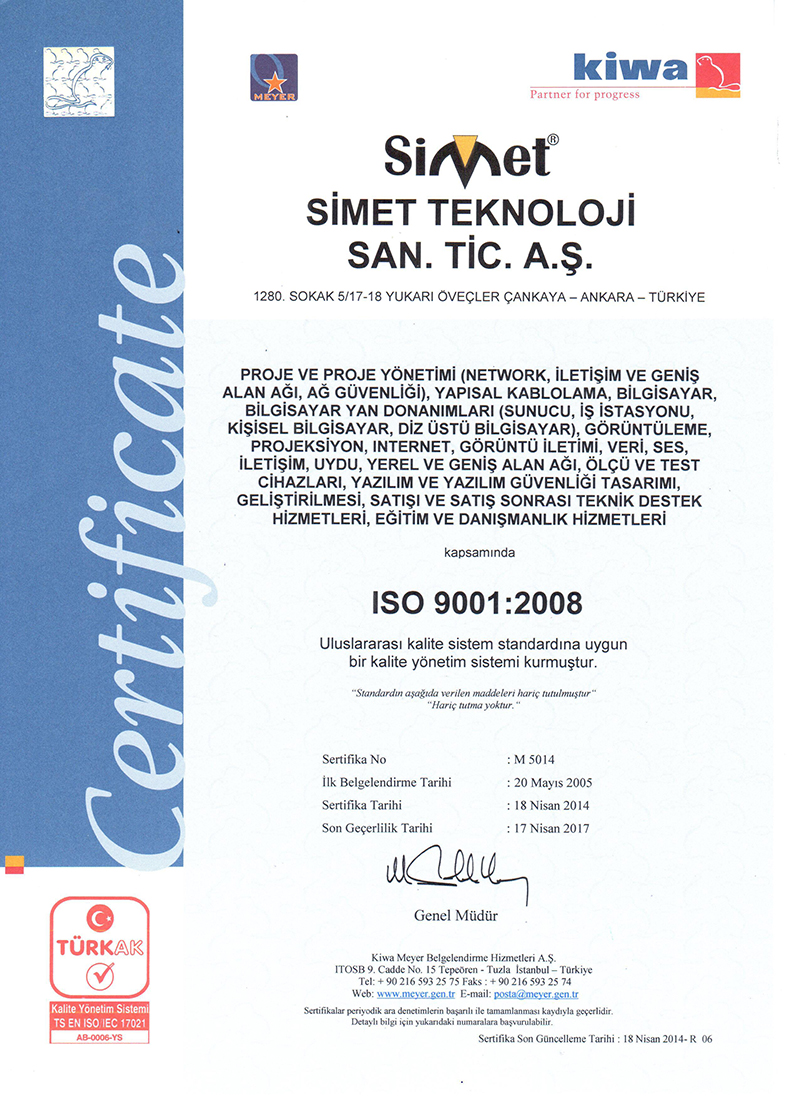 Certificate
MEYER
kiwa
Partner for progress
Simet®
SİMET TEKNOLOJİ
SAN. TİC. A.Ş.
1280. SOKAK 5/17-18 YUKARI ÖVEÇLER ÇANKAYA – ANKARA – TÜRKİYE
PROJE VE PROJE YÖNETİMİ (NETWORK, İLETİŞİM VE GENİŞ
ALAN AĞI, AĞ GÜVENLİĞİ), YAPISAL KABLOLAMA, BİLGİSAYAR,
BİLGİSAYAR YAN DONANIMLARI (SUNUCU, İŞ İSTASYONU,
KİŞİSEL BİLGİSAYAR, DİZ ÜSTÜ BİLGİSAYAR), GÖRÜNTÜLEME,
PROJEKSİYON, INTERNET, GÖRÜNTÜ İLETİMİ, VERİ, SES,
İLETİŞİM, UYDU, YEREL VE GENİŞ ALAN AĞI, ÖLÇÜ VE TEST
CİHAZLARI, YAZILIM VE YAZILIM GÜVENLİĞİ TASARIMI,
GELİŞTİRİLMESİ, SATIŞI VE SATIŞ SONRASI TEKNİK DESTEK
HİZMETLERİ, EĞİTİM VE DANIŞMANLIK HİZMETLERİ
kapsamında
ISO 9001:2008
Uluslararası kalite sistem standardına uygun
bir kalite yönetim sistemi kurmuştur.
"Standardın aşağıda verilen maddeleri hariç tutulmuştur"
"Hariç tutma yoktur."
Sertifika No : M 5014
İlk Belgelendirme Tarihi : 20 Mayıs 2005
Sertifika Tarihi : 18 Nisan 2014
Son Geçerlilik Tarihi : 17 Nisan 2017
Genel Müdür
Kiwa Meyer Belgelendirme Hizmetleri A.Ş.
ITOSB 9. Cadde No. 15 Tepeören - Tuzla İstanbul – Türkiye
Tel: + 90 216 593 25 75 Faks : + 90 216 593 25 74
Web: www.meyer.gen.tr E-mail: posta@meyer.gen.tr
Sertifikalar periyodik ara denetimlerin başarılı ile tamamlanması kaydıyla geçerlidir.
Detaylı bilgi için yukarıdaki numaralara başvurulabilir.
Sertifika Son Güncelleme Tarihi : 18 Nisan 2014- R 06
TÜRKAK
Kalite Yönetim Sistemi
TS EN ISO/IEC 17021
AB-0006-YS